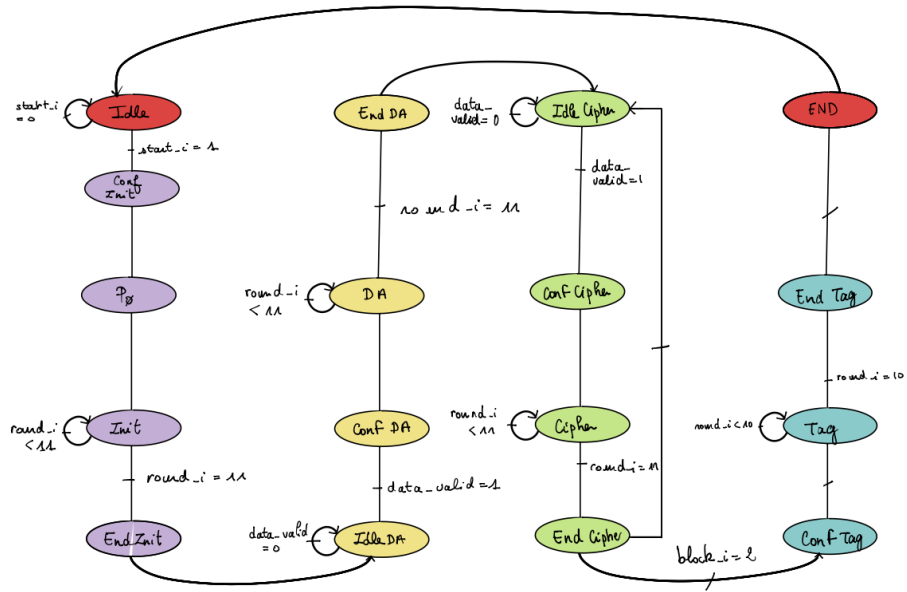 start_i
= 0
Idle
start_i = 1
Conf
Init
P0
round_i
< 11
Init
round_i = 11
End Init
End DA
round_i = 11
round_i
< 11
DA
Conf DA
data_valid = 1
data_valid
= 0
Idle DA
data_
valid = 0
Idle Cipher
data_
valid = 1
Conf Cipher
round_i
< 11
Cipher
round_i = 11
End Cipher
block_i = 2
END
End Tag
round_i = 10
round_i < 10
Tag
Conf Tag